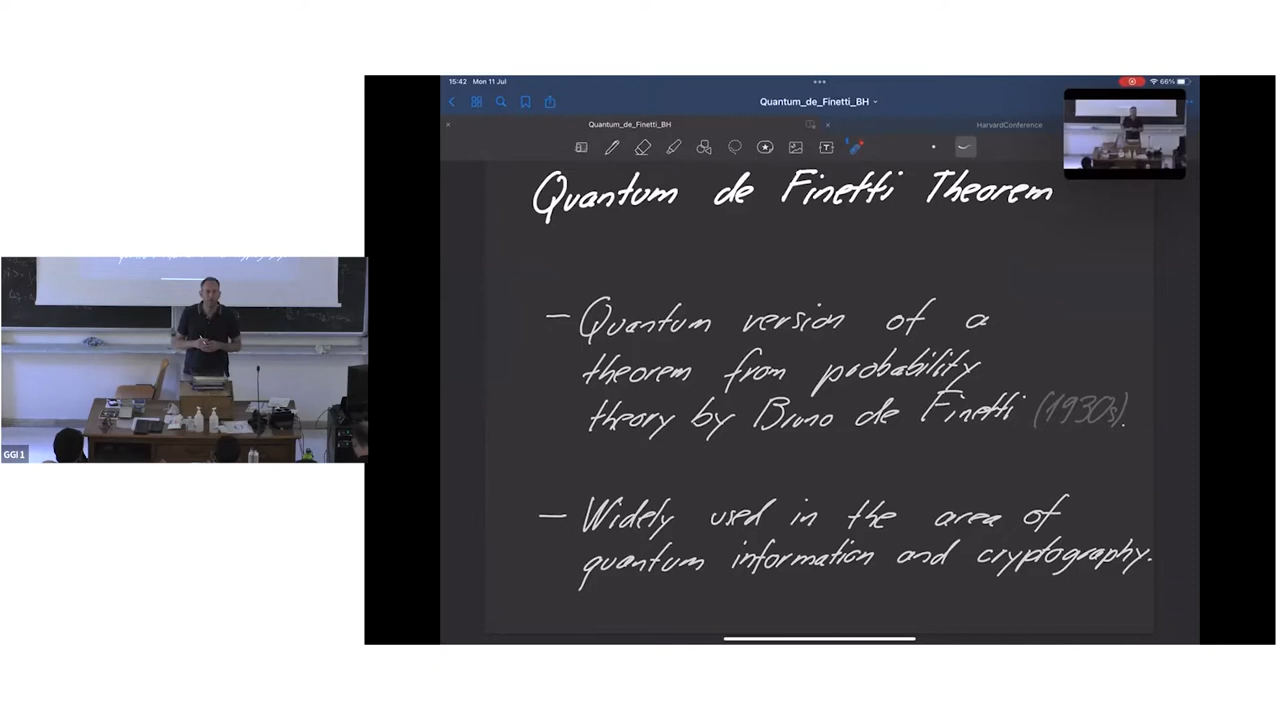 15:42 Mon 11 Jul
66%
Quantum_de_Finetti_BH
Quantum_de_Finetti_BH
HarvardConference
Quantum de Finetti Theorem
— Quantum version of a
theorem from probability
theory by Bruno de Finetti (1930s).
— Widely used in the area of
quantum information and cryptography.
GGI 1